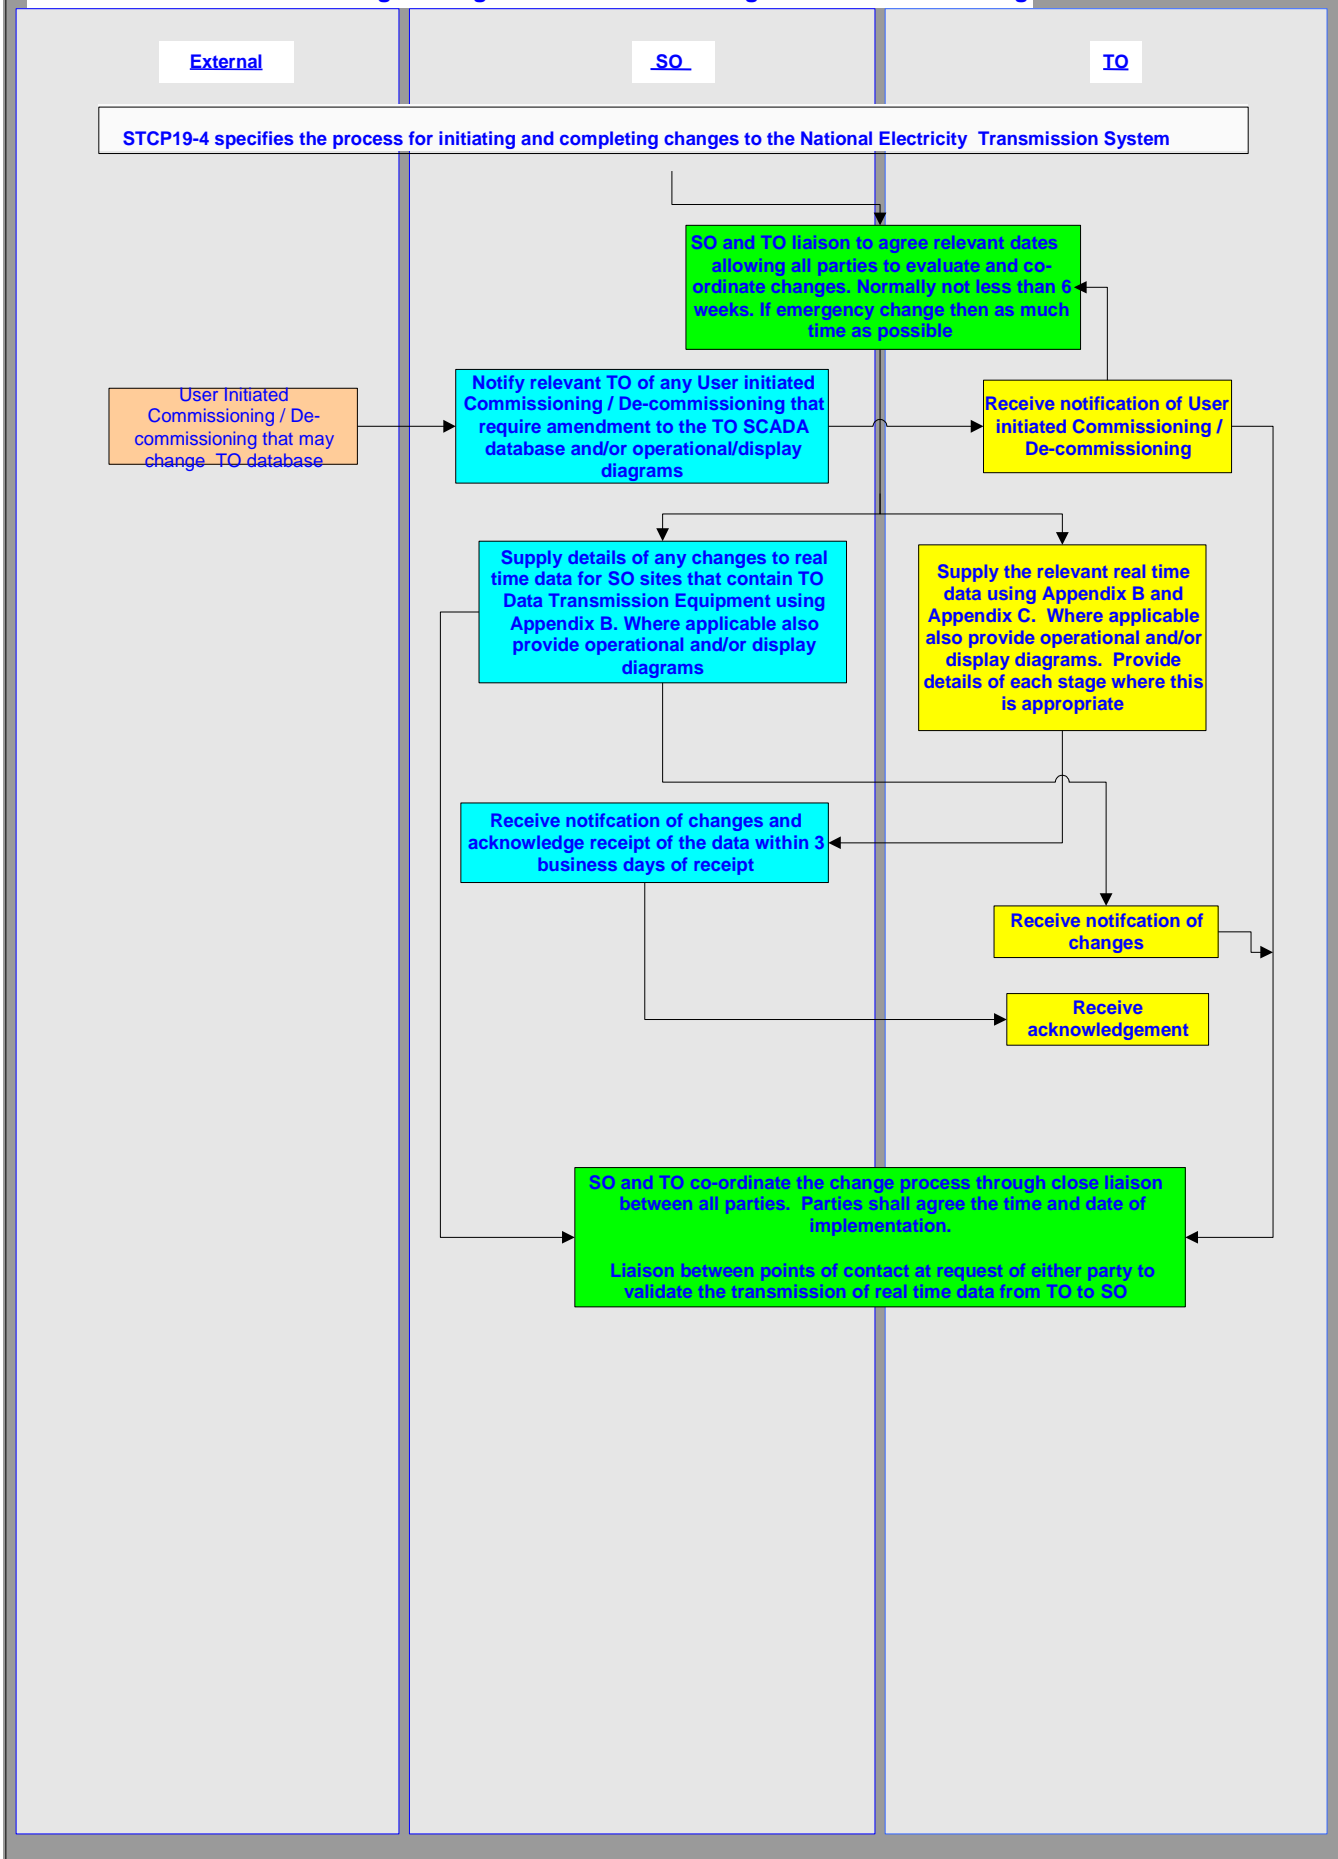 External
SO
TO
STCP19-4 specifies the process for initiating and completing changes to the National Electricity Transmission System
SO and TO liaison to agree relevant dates
allowing all parties to evaluate and co-
ordinate changes. Normally not less than 6
weeks. If emergency change then as much
time as possible
User Initiated
Commissioning / De-
commissioning that may
change TO database
Notify relevant TO of any User initiated
Commissioning / De-commissioning that
require amendment to the TO SCADA
database and/or operational/display
diagrams
Receive notification of User
initiated Commissioning /
De-commissioning
Supply details of any changes to real
time data for SO sites that contain TO
Data Transmission Equipment using
Appendix B. Where applicable also
provide operational and/or display
diagrams
Supply the relevant real time
data using Appendix B and
Appendix C. Where applicable
also provide operational and/or
display diagrams. Provide
details of each stage where this
is appropriate
Receive notifcation of changes and
acknowledge receipt of the data within 3
business days of receipt
Receive notifcation of
changes
Receive
acknowledgement
SO and TO co-ordinate the change process through close liaison
between all parties. Parties shall agree the time and date of
implementation.
Liaison between points of contact at request of either party to
validate the transmission of real time data from TO to SO